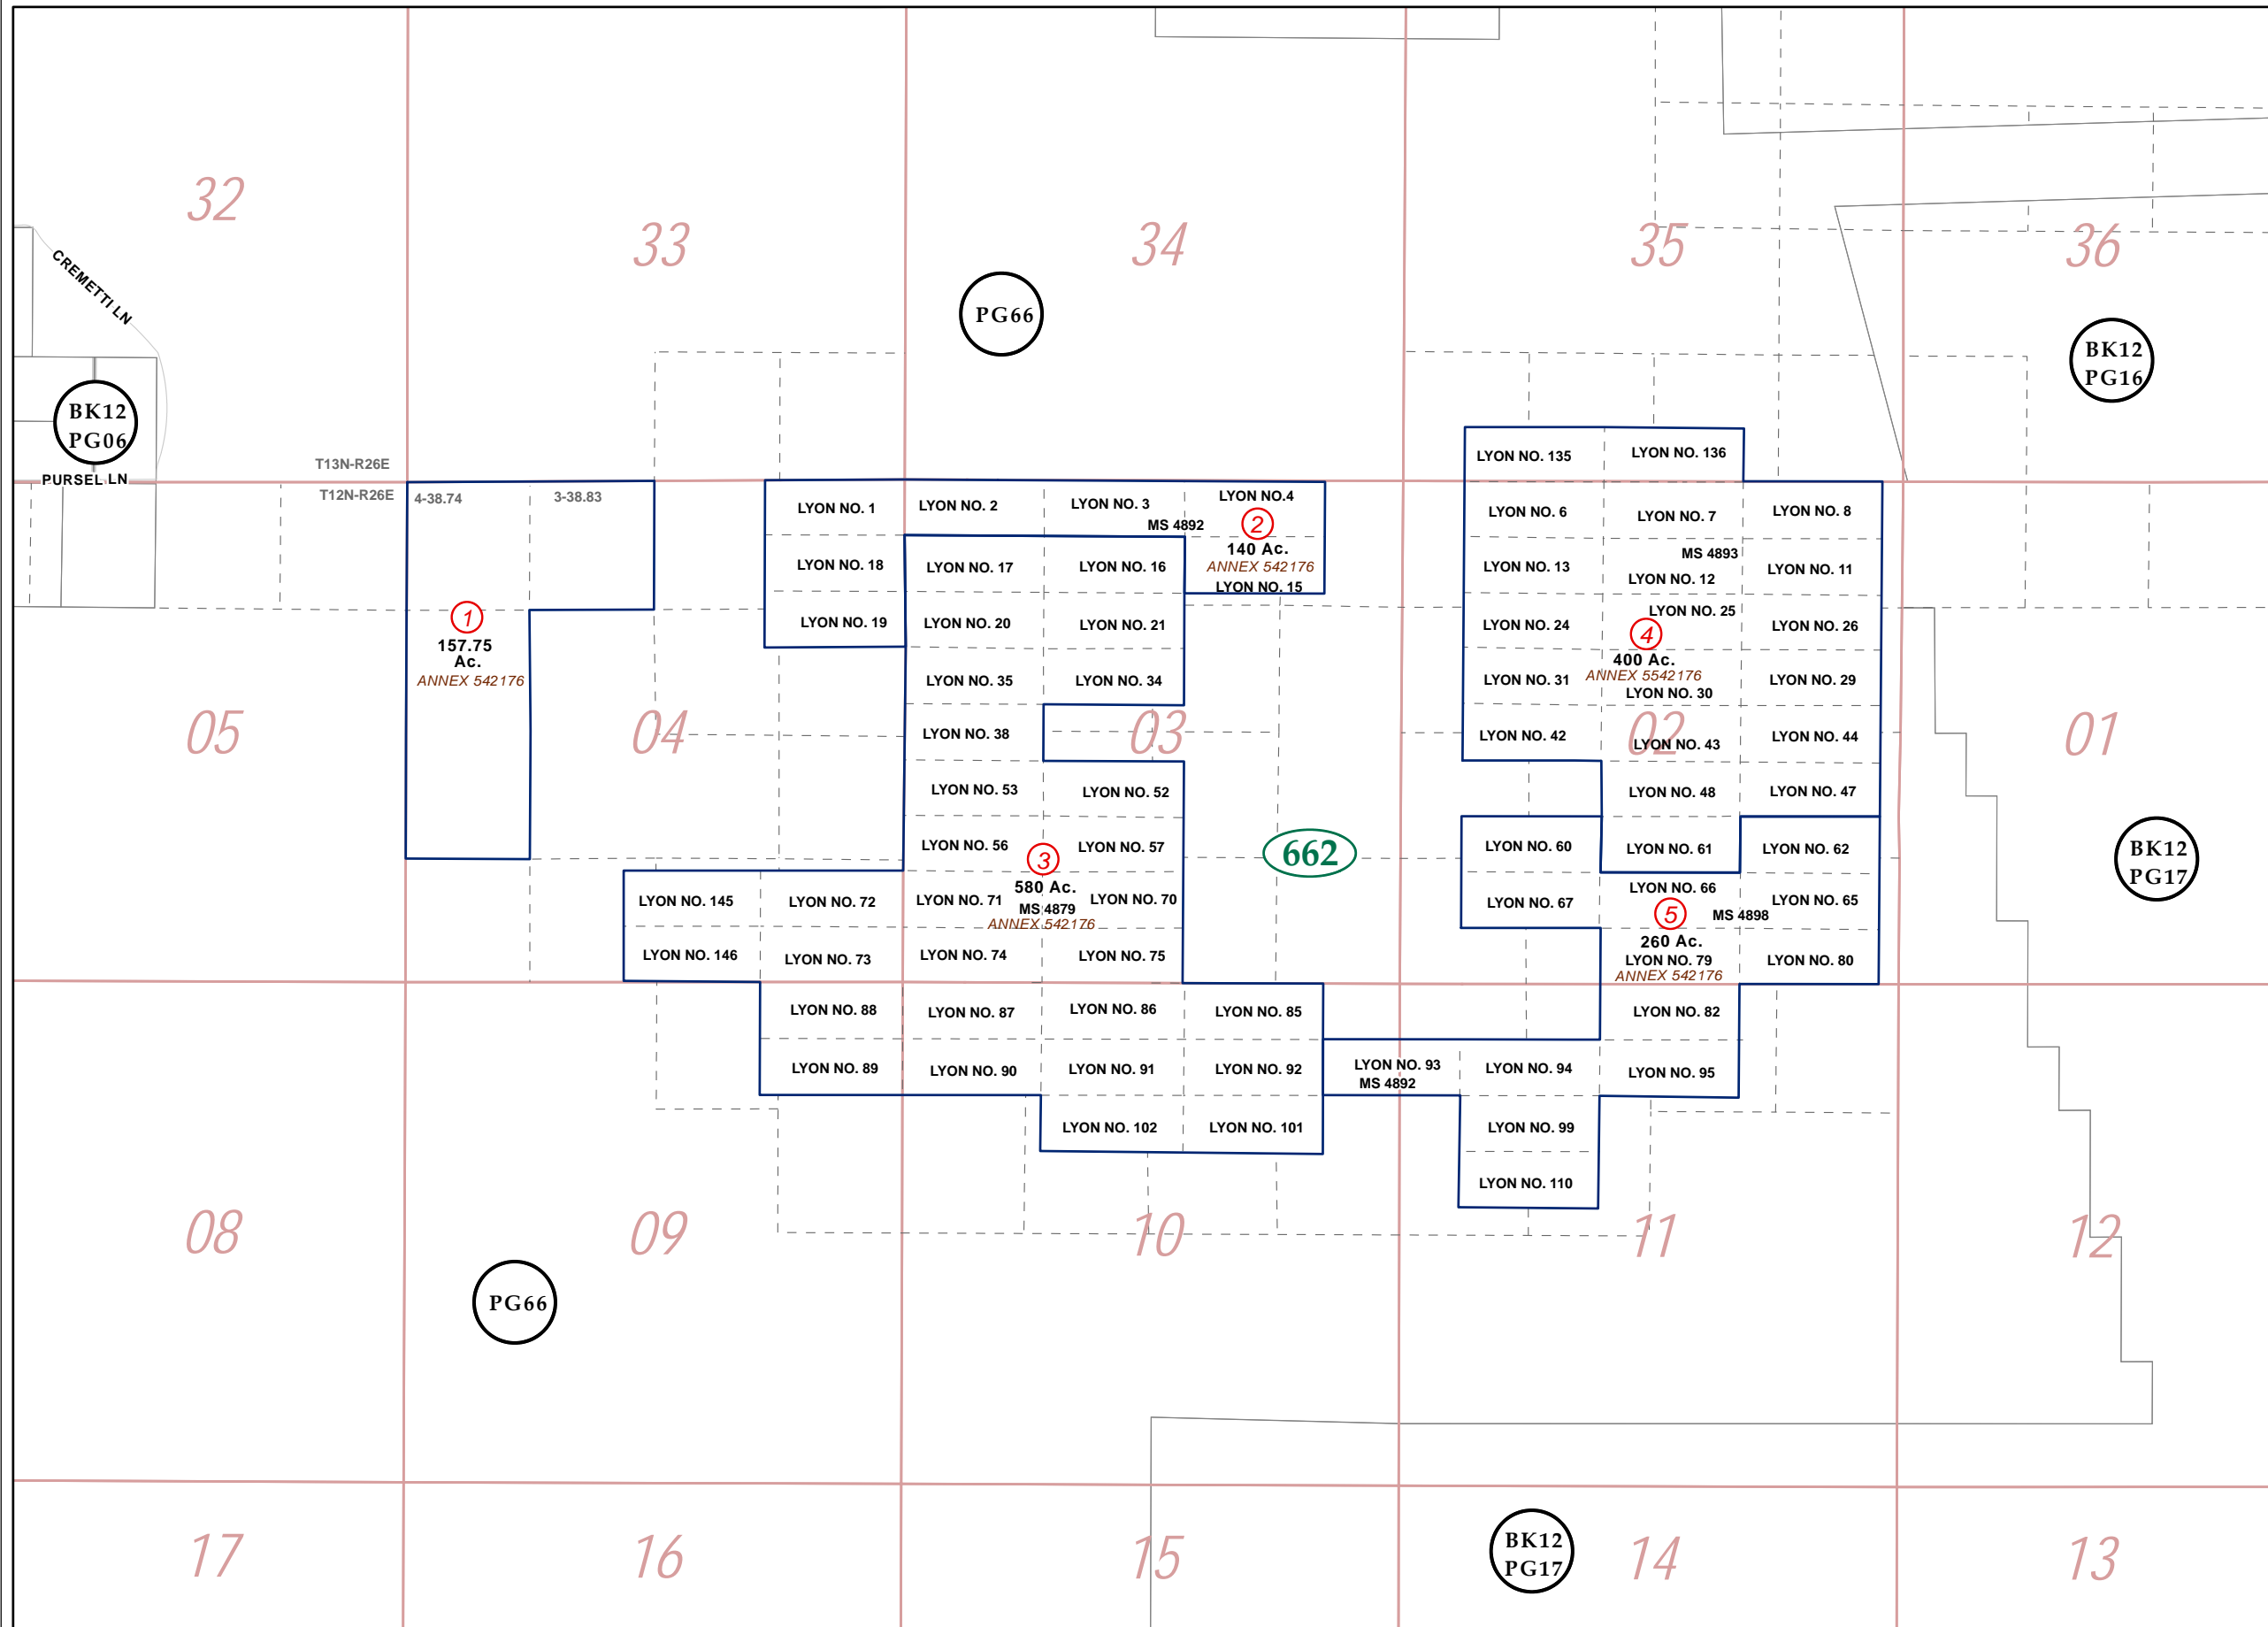 32
33
34
35
36
CREMETTI LN
PG66
BK12
PG16
BK12
PG06
T13N-R26E
PURSEL LN
T12N-R26E
4-38.74
3-38.83
LYON NO. 135
LYON NO. 136
LYON NO. 1
LYON NO. 2
LYON NO. 3
LYON NO.4
MS 4892
2
140 Ac.
ANNEX 542176
LYON NO. 15
LYON NO. 6
LYON NO. 7
LYON NO. 8
MS 4893
LYON NO. 18
LYON NO. 17
LYON NO. 16
LYON NO. 13
LYON NO. 12
LYON NO. 11
1
157.75
Ac.
ANNEX 542176
LYON NO. 19
LYON NO. 20
LYON NO. 21
LYON NO. 24
LYON NO. 25
LYON NO. 26
4
400 Ac.
ANNEX 5542176
LYON NO. 35
LYON NO. 34
LYON NO. 31
LYON NO. 30
LYON NO. 29
05
04
03
02
01
LYON NO. 38
LYON NO. 42
LYON NO. 43
LYON NO. 44
LYON NO. 53
LYON NO. 52
LYON NO. 48
LYON NO. 47
LYON NO. 56
3
LYON NO. 57
662
LYON NO. 60
LYON NO. 61
LYON NO. 62
BK12
PG17
580 Ac.
MS 4879
ANNEX 542176
LYON NO. 145
LYON NO. 72
LYON NO. 71
LYON NO. 70
LYON NO. 67
LYON NO. 66
LYON NO. 65
5
MS 4898
260 Ac.
LYON NO. 79
ANNEX 542176
LYON NO. 146
LYON NO. 73
LYON NO. 74
LYON NO. 75
LYON NO. 80
LYON NO. 88
LYON NO. 87
LYON NO. 86
LYON NO. 85
LYON NO. 82
LYON NO. 89
LYON NO. 90
LYON NO. 91
LYON NO. 92
LYON NO. 93
MS 4892
LYON NO. 94
LYON NO. 95
LYON NO. 102
LYON NO. 101
LYON NO. 99
LYON NO. 110
08
09
10
11
12
PG66
17
16
15
BK12
PG17
14
13